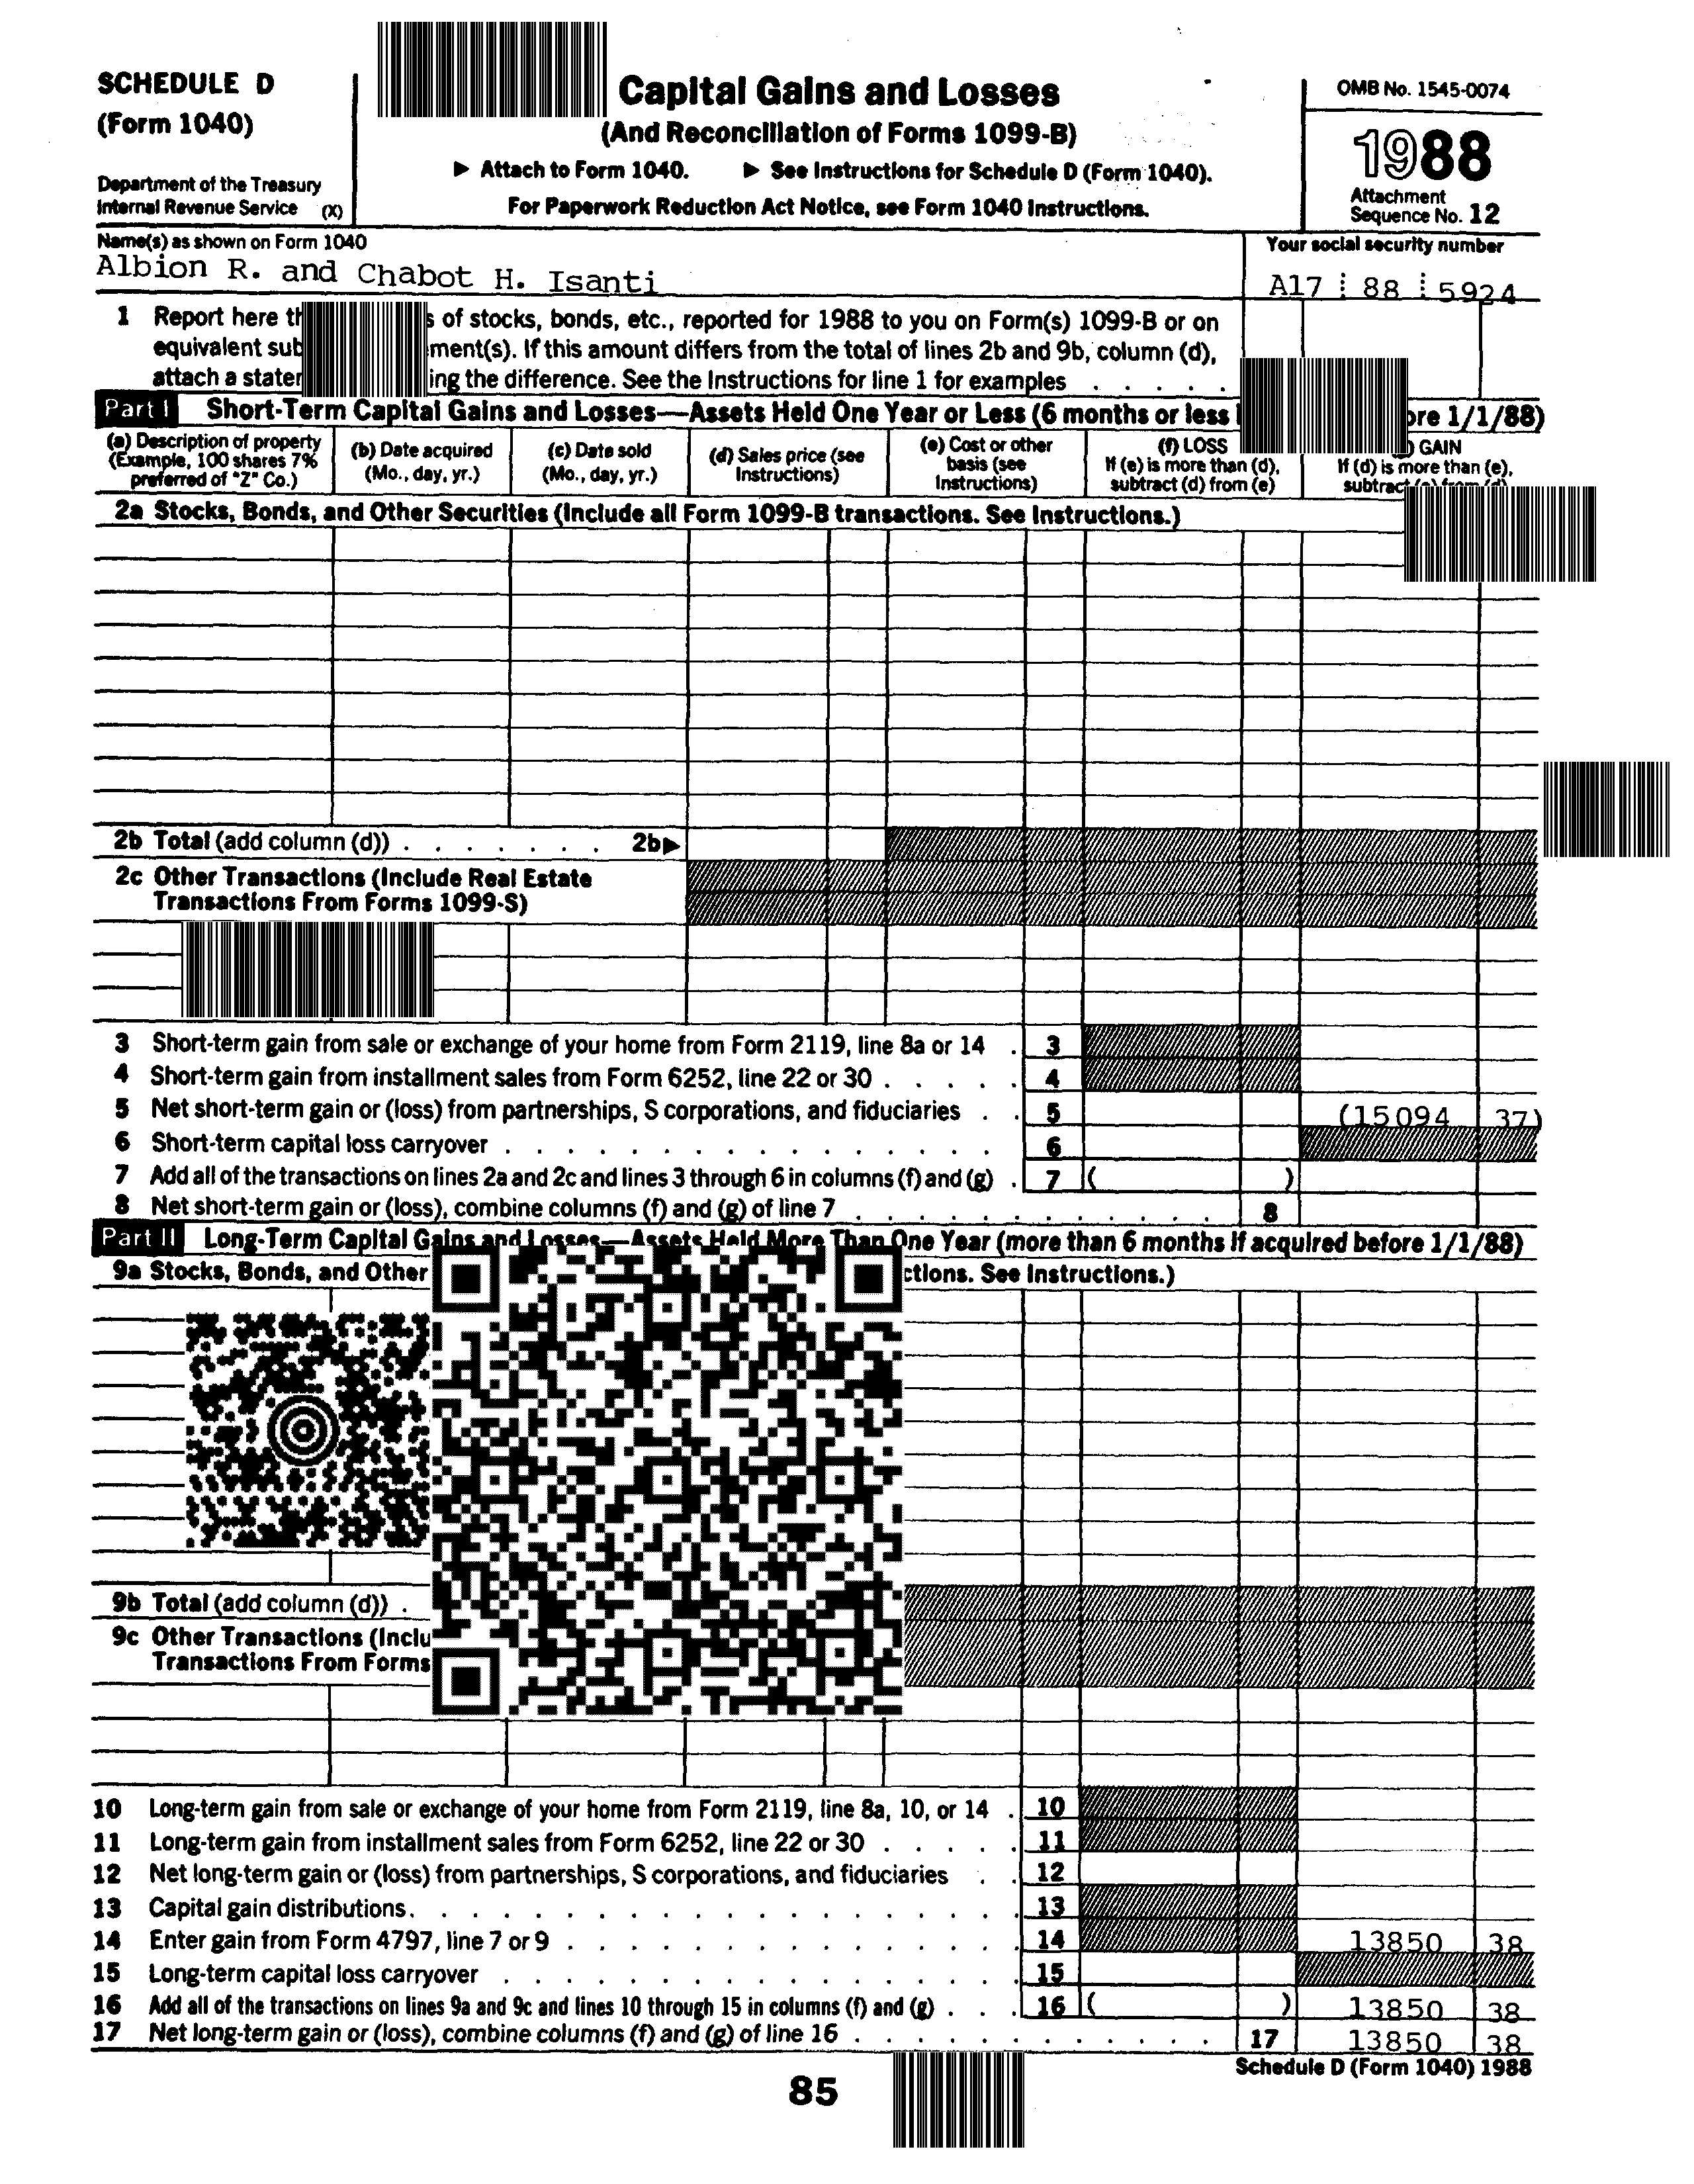 SCHEDULE D
(Form 1040)
Department of the Treasury
Internal Revenue Service (X)
Capital Gains and Losses
(And Reconciliation of Forms 1099-B)
▶ Attach to Form 1040. ▶ See Instructions for Schedule D (Form 1040).
For Paperwork Reduction Act Notice, see Form 1040 Instructions.
OMB No. 1545-0074
1988
Attachment
Sequence No. 12
Name(s) as shown on Form 1040
Albion R. and Chabot H. Isanti
Your social security number
A17 88 5924
1 Report here s of stocks, bonds, etc., reported for 1988 to you on Form(s) 1099-B or on
equivalent sub ment(s). If this amount differs from the total of lines 2b and 9b, column (d),
attach a ing the difference. See the Instructions for line 1 for examples . . . . .
Part I Short-Term Capital Gains and Losses—Assets Held One Year or Less (6 months or less ore 1/1/88)
(a) Description of property
(Example, 100 shares 7%
preferred of "Z" Co.)
(b) Date acquired
(Mo., day, yr.)
(c) Date sold
(Mo., day, yr.)
(d) Sales price (see
Instructions)
(e) Cost or other
basis (see
Instructions)
(f) LOSS
If (e) is more than (d),
subtract (d) from (e)
) GAIN
If (d) is more than (e),
subtract (e) from (d)
2a Stocks, Bonds, and Other Securities (Include all Form 1099-B transactions. See Instructions.)
2b Total (add column (d)) . . . . . . . 2b▶
2c Other Transactions (Include Real Estate
Transactions From Forms 1099-S)
3 Short-term gain from sale or exchange of your home from Form 2119, line 8a or 14 . 3
4 Short-term gain from installment sales from Form 6252, line 22 or 30 . . . . . 4
5 Net short-term gain or (loss) from partnerships, S corporations, and fiduciaries . . 5 (15094 37)
6 Short-term capital loss carryover . . . . . . . . . . . . . . . . 6
7 Add all of the transactions on lines 2a and 2c and lines 3 through 6 in columns (f) and (g) . 7 ( )
8 Net short-term gain or (loss), combine columns (f) and (g) of line 7 . . . . . . . . . . . . 8
Part II Long-Term Capital Gains and Losses—Assets Held More Than One Year (more than 6 months if acquired before 1/1/88)
9a Stocks, Bonds, and Other ctions. See Instructions.)
9b Total (add column (d)) .
9c Other Transactions (Inclu
Transactions From Forms
10 Long-term gain from sale or exchange of your home from Form 2119, line 8a, 10, or 14 . 10
11 Long-term gain from installment sales from Form 6252, line 22 or 30 . . . . . 11
12 Net long-term gain or (loss) from partnerships, S corporations, and fiduciaries . . 12
13 Capital gain distributions. . . . . . . . . . . . . . . . . . . . 13
14 Enter gain from Form 4797, line 7 or 9 . . . . . . . . . . . . . . . 14 13850 38
15 Long-term capital loss carryover . . . . . . . . . . . . . . . . . 15
16 Add all of the transactions on lines 9a and 9c and lines 10 through 15 in columns (f) and (g) . . . 16 ( ) 13850 38
17 Net long-term gain or (loss), combine columns (f) and (g) of line 16 . . . . . . . . . . . . 17 13850 38
Schedule D (Form 1040) 1988
85